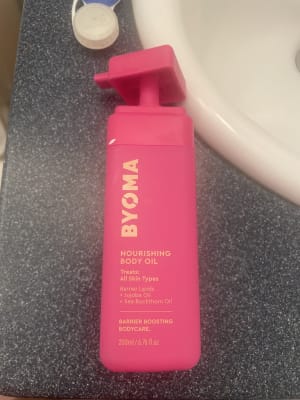 BYOMA
NOURISHING
BODY OIL
Treats:
All Skin Types
Barrier Lipids
+ Jojoba Oil
+ Sea Buckthorn Oil
BARRIER BOOSTING
BODYCARE.
200ml / 6.76 fl.oz